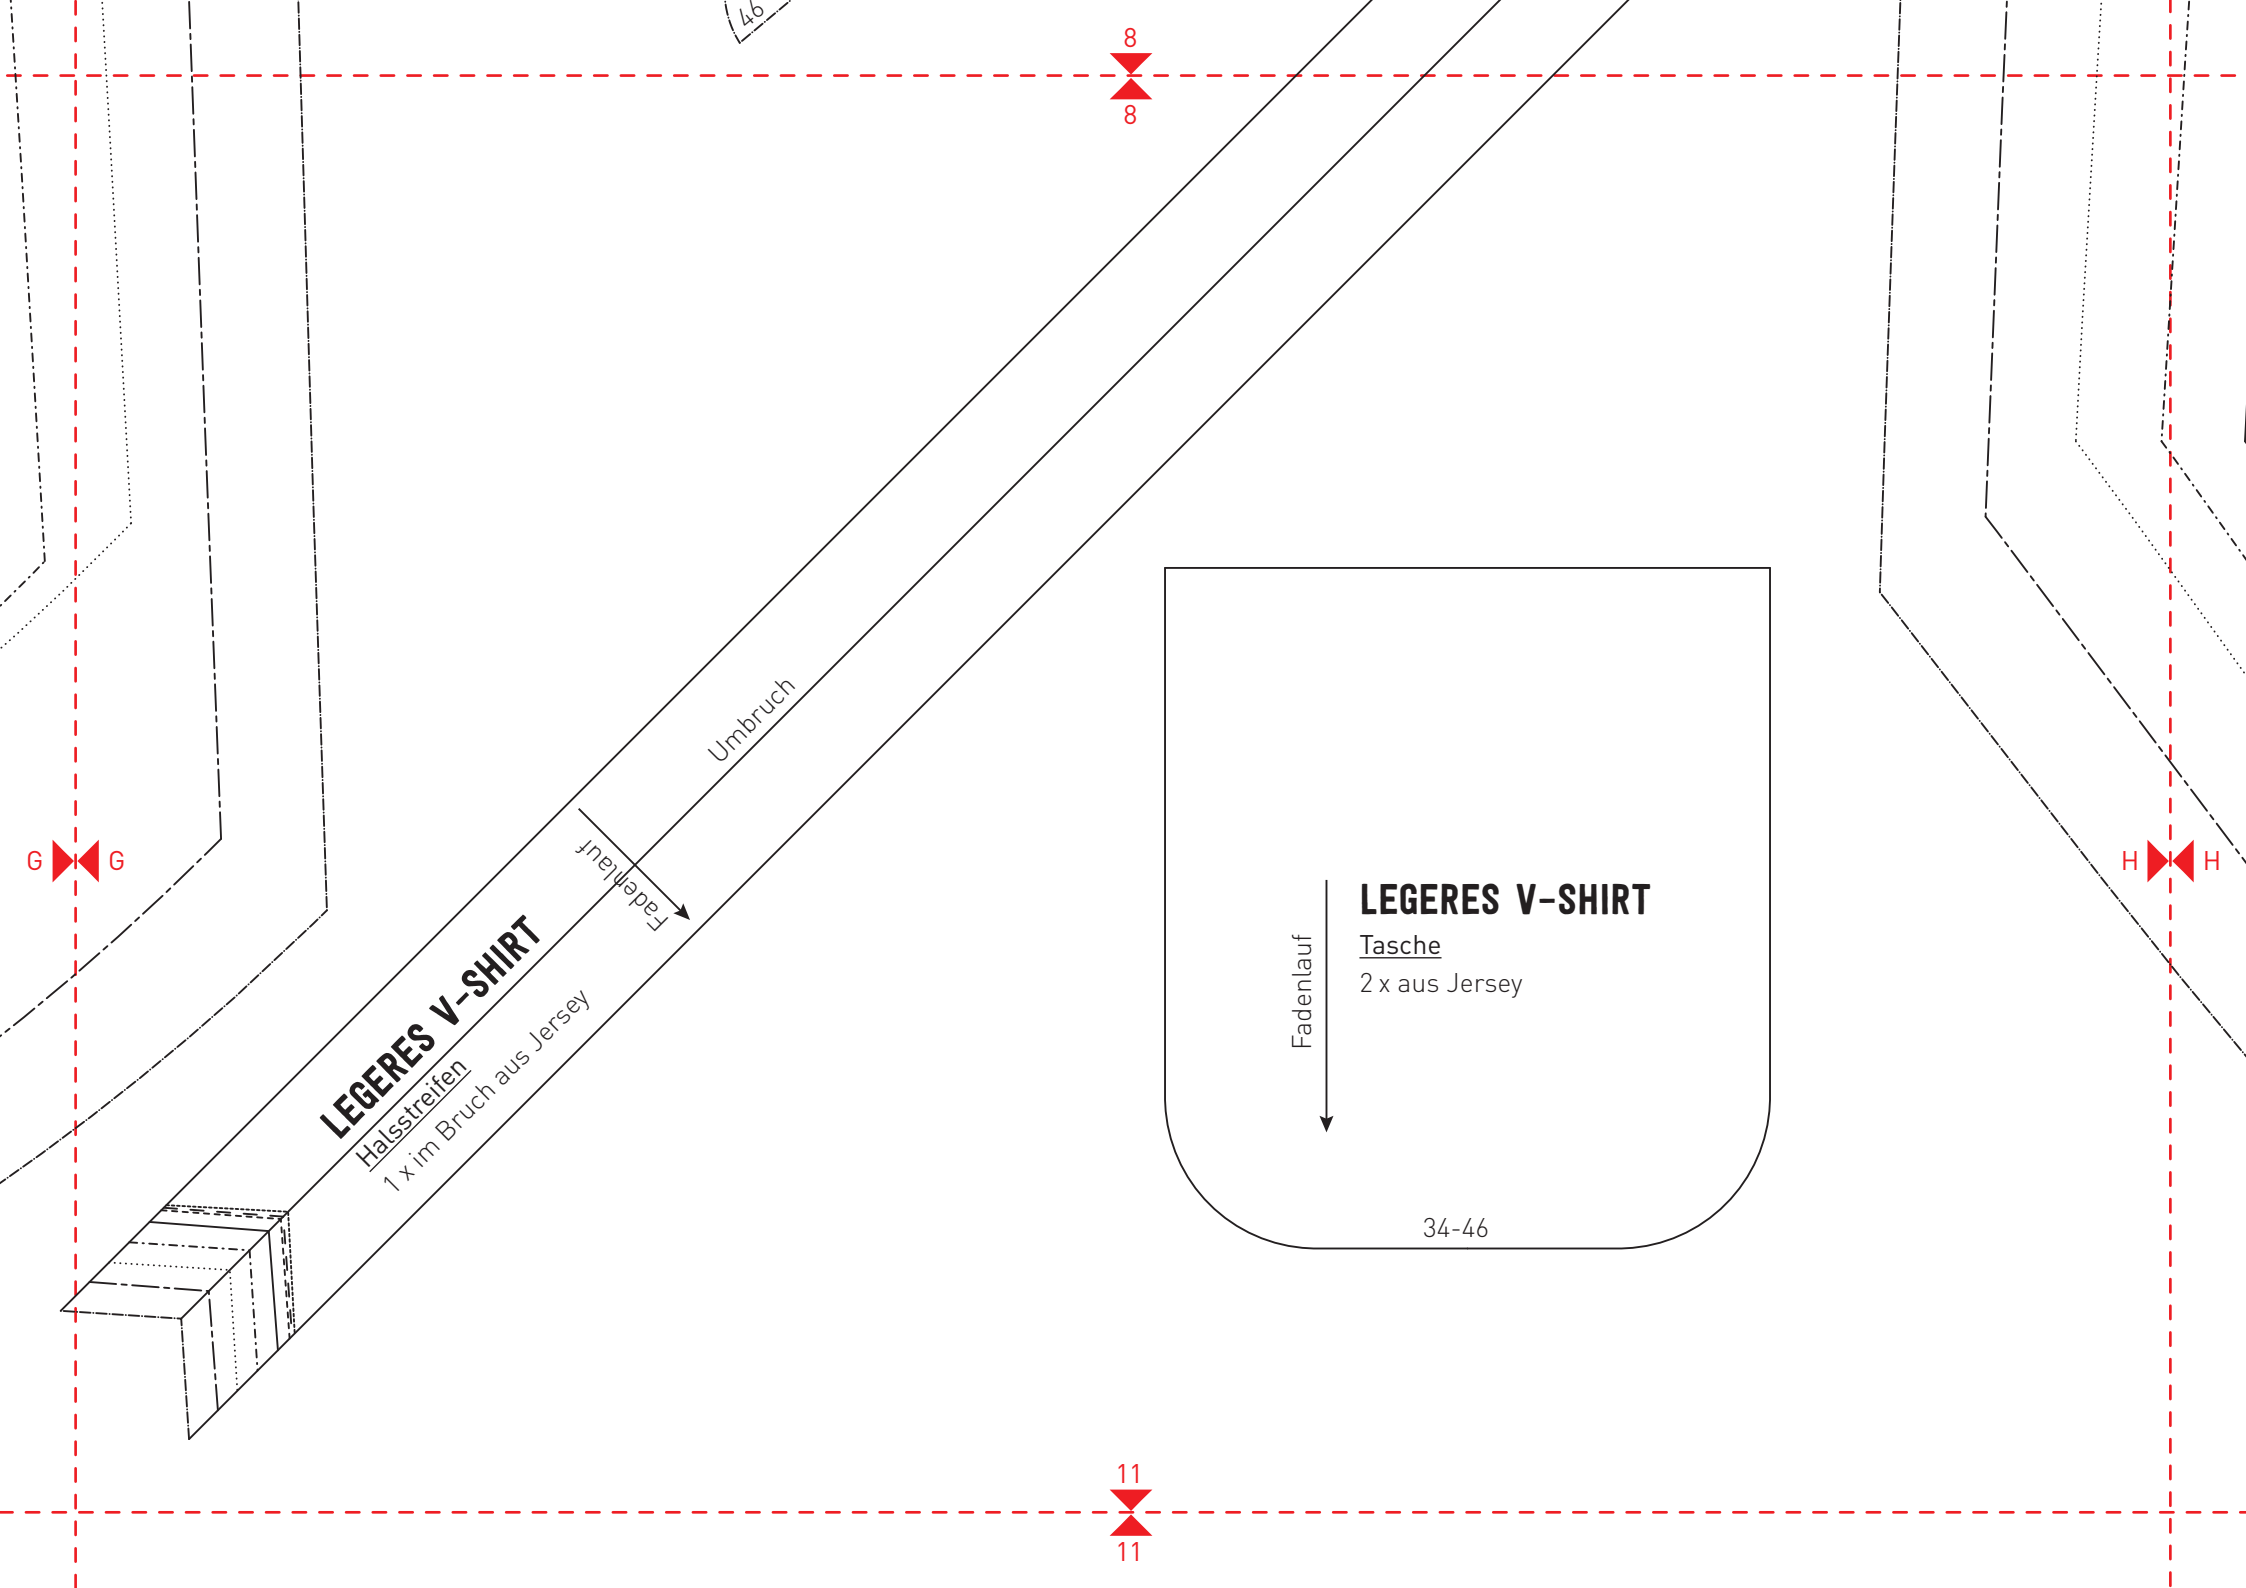 46
8
8
Umbruch
Fadenlauf
G G
H H
LEGERES V-SHIRT
Halsstreifen
1 x im Bruch aus Jersey
LEGERES V-SHIRT
Tasche
2 x aus Jersey
Fadenlauf
34-46
11
11